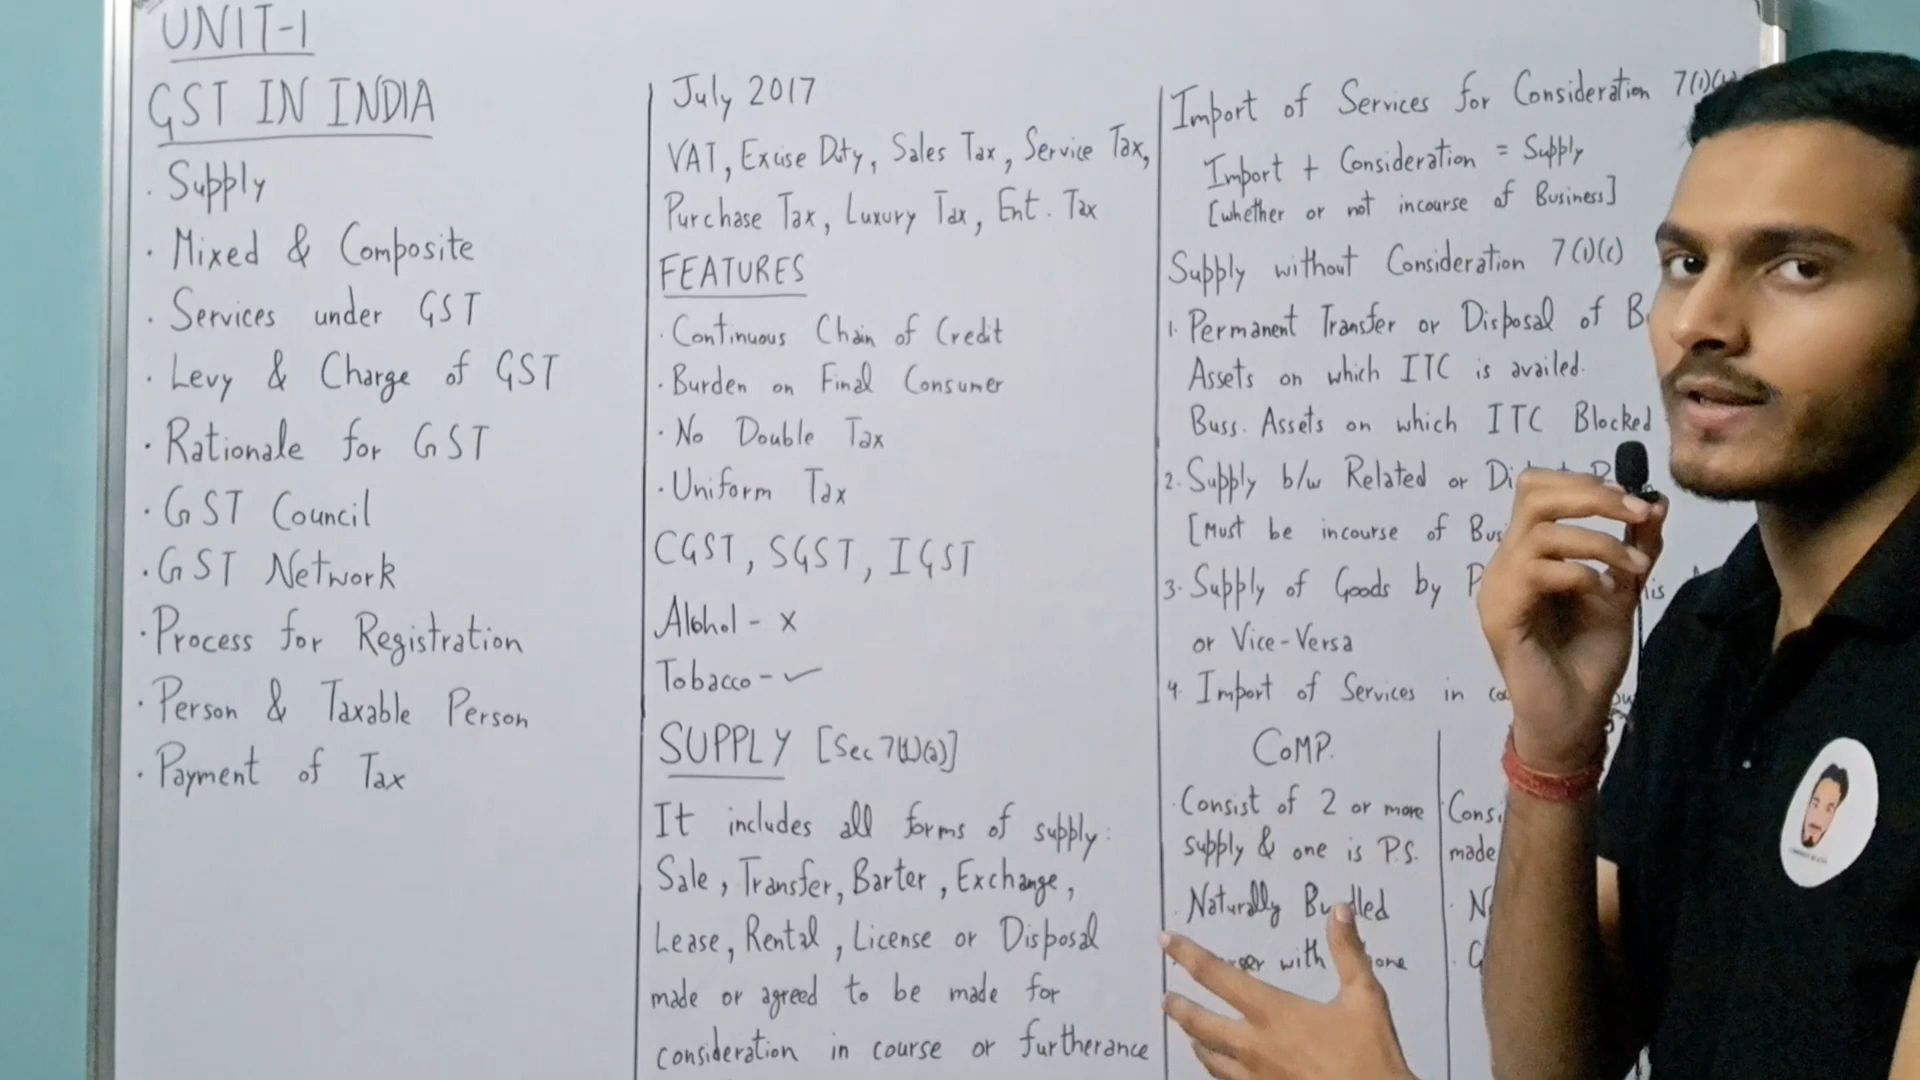 UNIT-1
GST IN INDIA
· Supply
· Mixed & Composite
· Services under GST
· Levy & Charge of GST
· Rationale for GST
· GST Council
· GST Network
· Process for Registration
· Person & Taxable Person
· Payment of Tax
July 2017
VAT, Excise Duty, Sales Tax, Service Tax,
Purchase Tax, Luxury Tax, Ent. Tax
FEATURES
· Continuous Chain of Credit
· Burden on Final Consumer
· No Double Tax
· Uniform Tax
CGST, SGST, IGST
Alohol - x
Tobacco - ✓
SUPPLY [Sec 7(1)(a)]
It includes all forms of supply:
Sale, Transfer, Barter, Exchange,
Lease, Rental, License or Disposal
made or agreed to be made for
consideration in course or furtherance
Import of Services for Consideration
Import + Consideration = Supply
[whether or not incourse of Business]
Supply without Consideration 7(1)(c)
1. Permanent Transfer or Disposal of
Assets on which ITC is availed.
Buss. Assets on which ITC Blocked
2. Supply b/w Related or
[Must be incourse of
3. Supply of Goods by
or Vice-Versa
4. Import of Services in
COMP.
· Consist of 2 or more
supply & one is P.S.
· Naturally Bundled
with
made